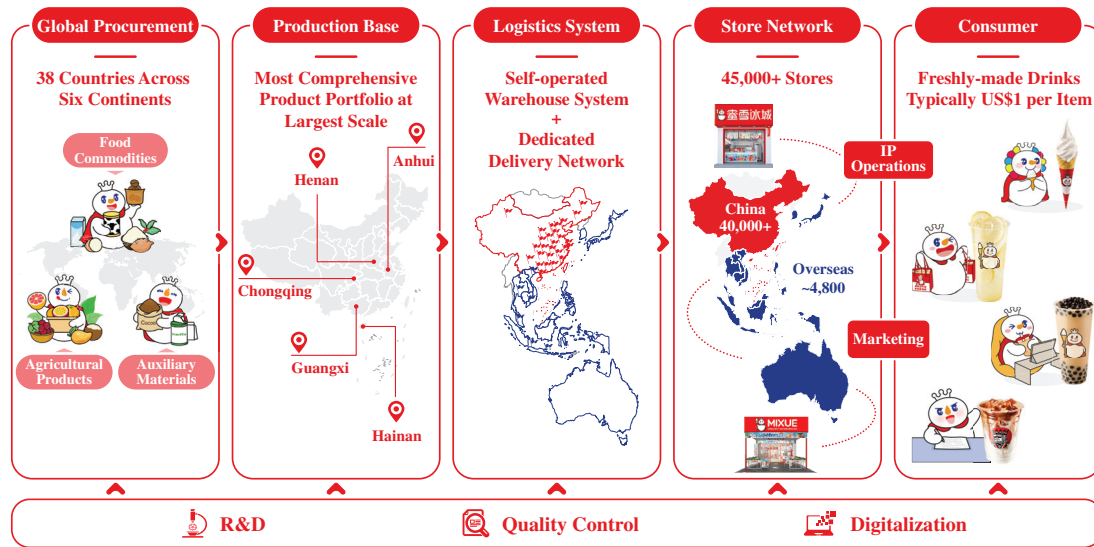 Global Procurement
38 Countries Across
Six Continents
Food
Commodities
Cocoa
Agricultural
Products
Auxiliary
Materials
Production Base
Most Comprehensive
Product Portfolio at
Largest Scale
Anhui
Henan
Chongqing
Guangxi
Hainan
Logistics System
Self-operated
Warehouse System
+
Dedicated
Delivery Network
Store Network
45,000+ Stores
蜜雪冰城
IP
Operations
China
40,000+
Overseas
~4,800
Marketing
MIXUE
Consumer
Freshly-made Drinks
Typically US$1 per Item
R&D
Quality Control
Digitalization